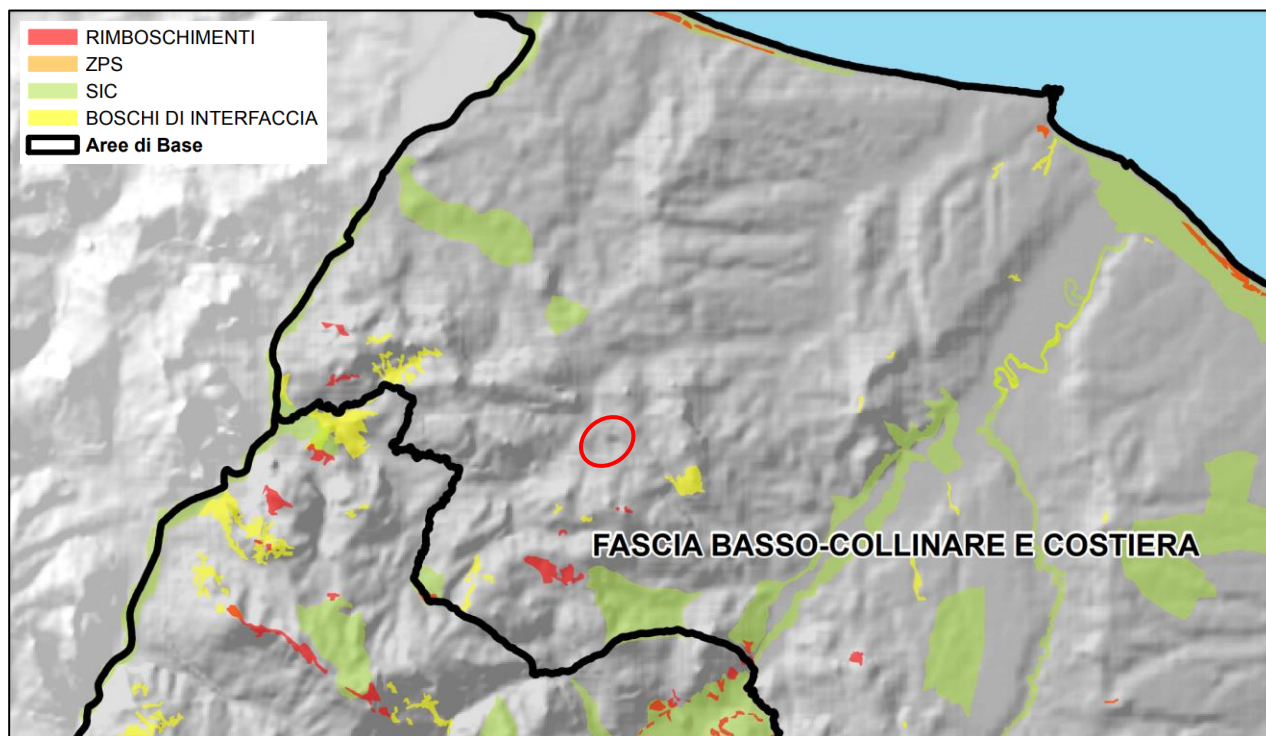 RIMBOSCHIMENTI
ZPS
SIC
BOSCHI DI INTERFACCIA
Aree di Base
FASCIA BASSO-COLLINARE E COSTIERA